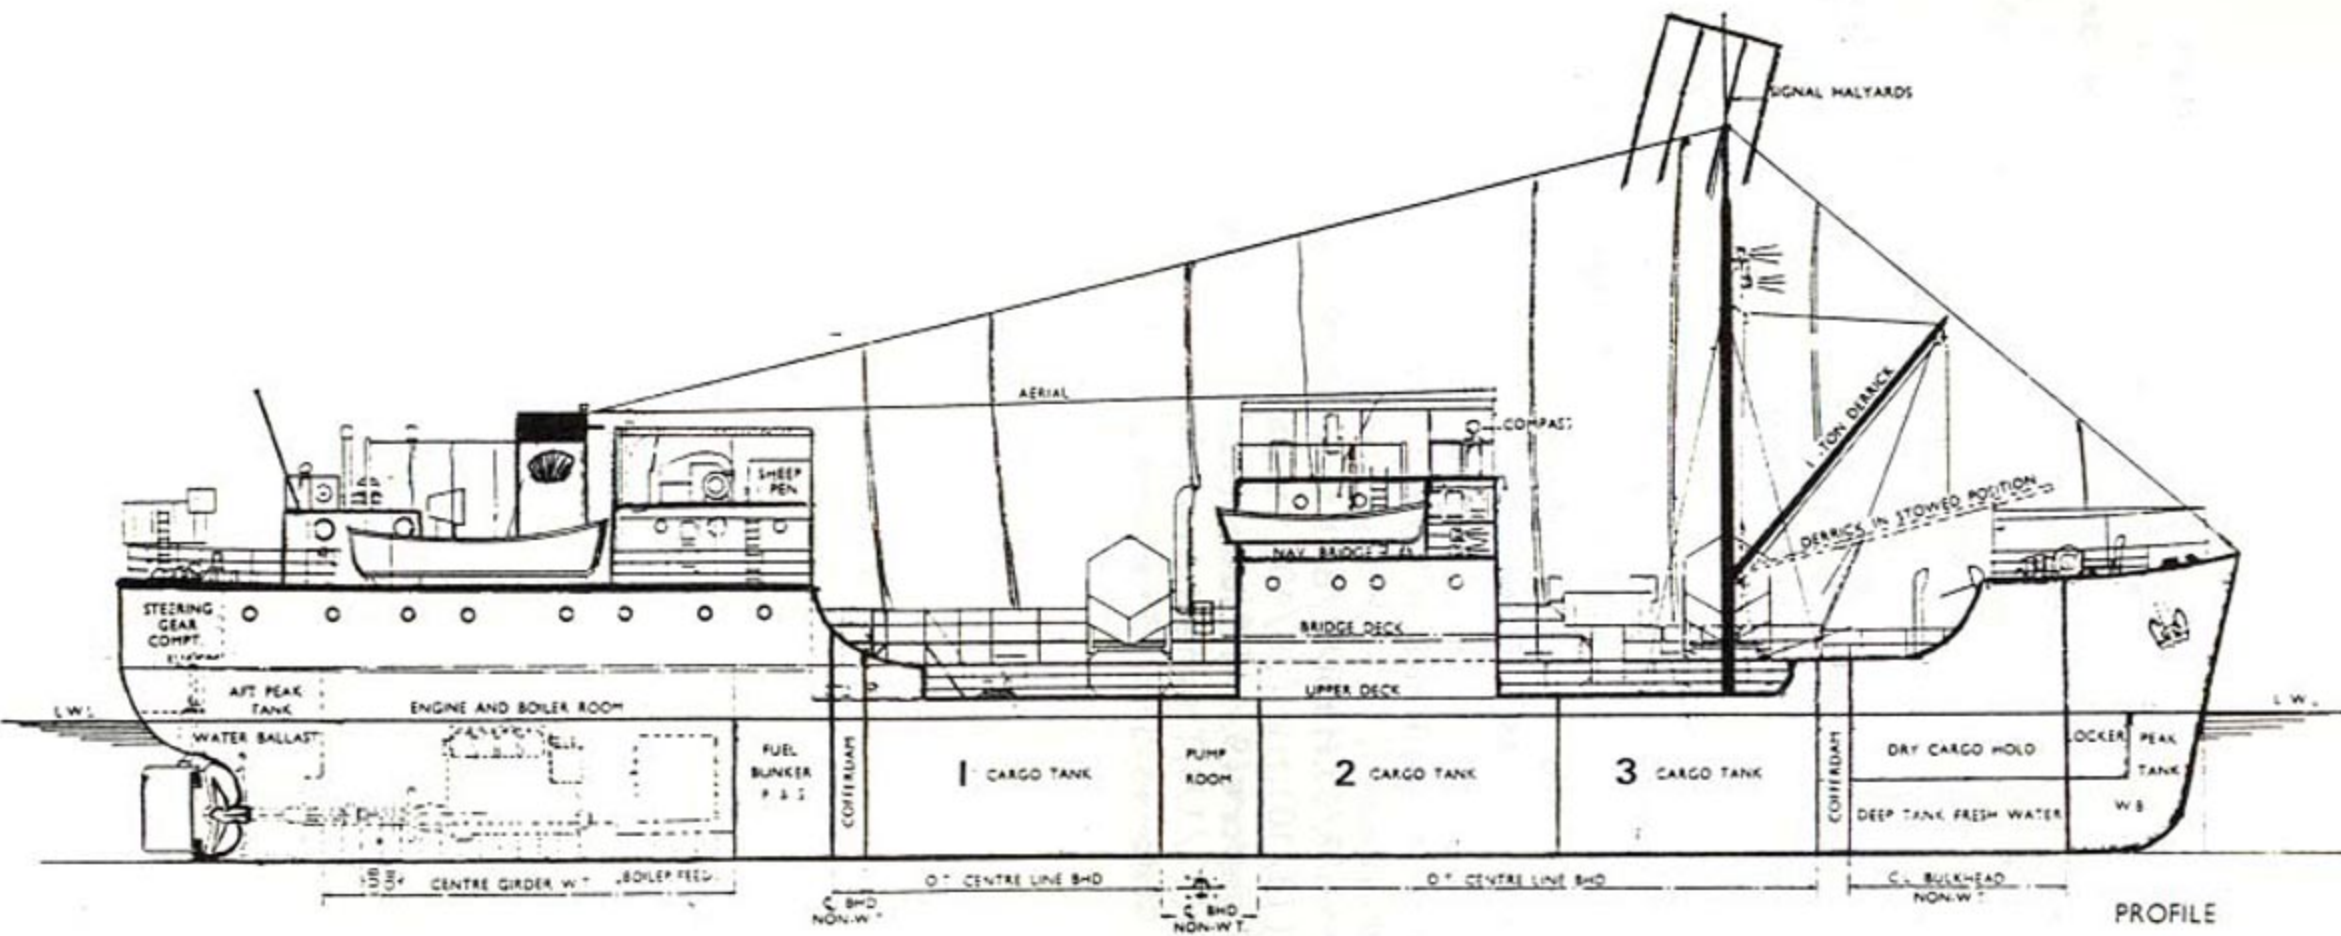 SIGNAL HALYARDS
AERIAL
COMPASS
TON DERRICK
SHEEP
PEN
DERRICK IN STOWED POSITION
NAV. BRIDGE
STEERING
GEAR
COMPT.
BRIDGE DECK
UPPER DECK
AFT PEAK
TANK
ENGINE AND BOILER ROOM
L W L
L W L
WATER BALLAST
FUEL
BUNKER
P & S
COFFERDAM
1 CARGO TANK
PUMP
ROOM
2 CARGO TANK
3 CARGO TANK
COFFERDAM
DRY CARGO HOLD
LOCKER
PEAK
TANK
W B
DEEP TANK FRESH WATER
CENTRE GIRDER W T
BOILER FEED
O T CENTRE LINE BHD
O T CENTRE LINE BHD
C L BULKHEAD
NON-W T
BHD
NON-W T
BHD
NON-W T.
PROFILE